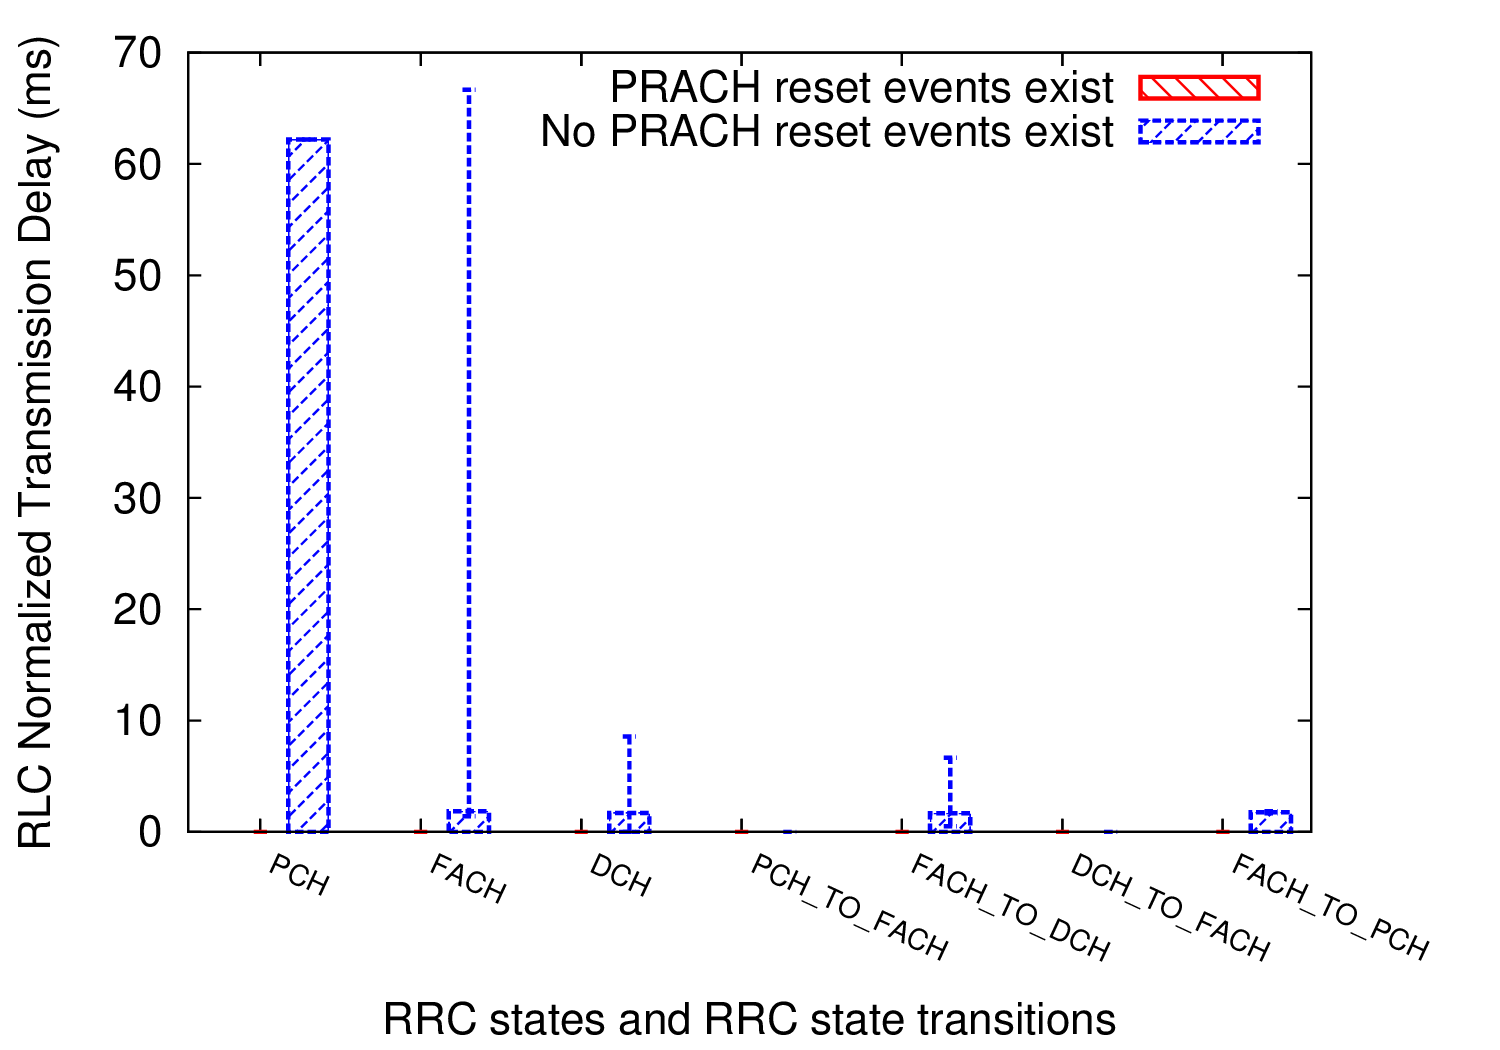 RLC Normalized Transmission Delay (ms)
70
60
50
40
30
20
10
0
PRACH reset events exist
No PRACH reset events exist
PCH
FACH
DCH
PCH_TO_FACH
FACH_TO_DCH
DCH_TO_FACH
FACH_TO_PCH
RRC states and RRC state transitions